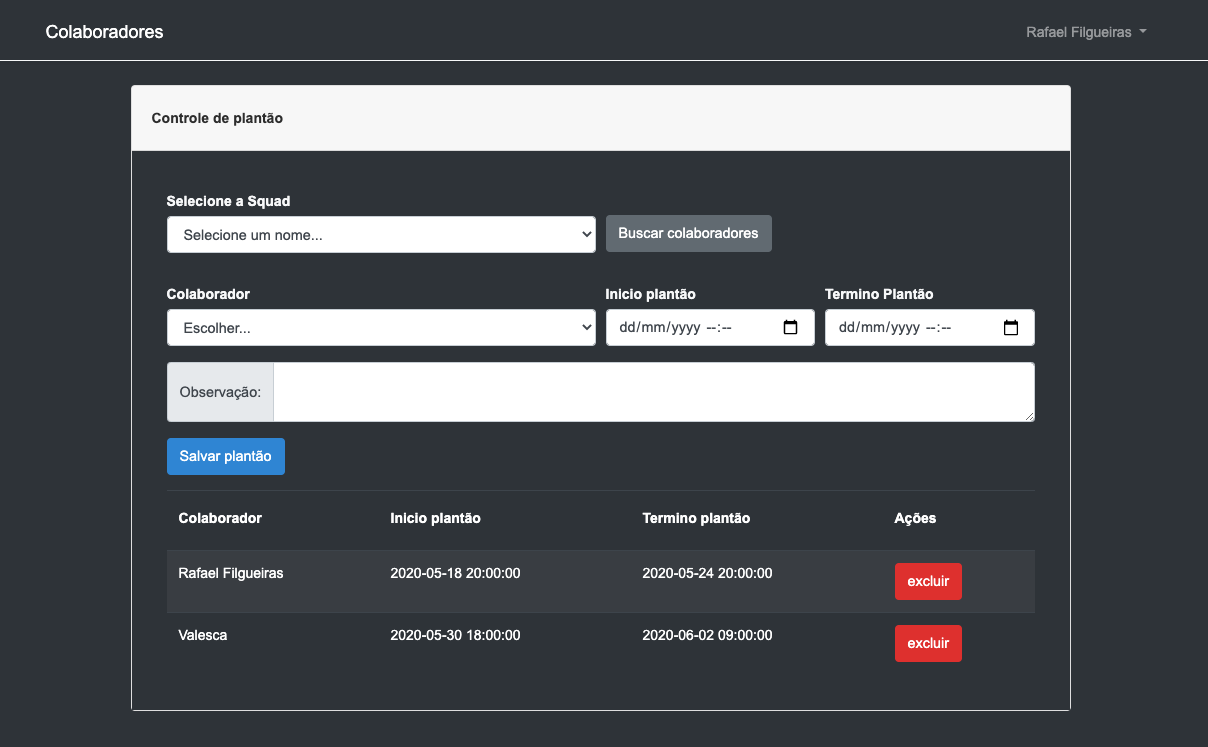 Colaboradores
Rafael Filgueiras
Controle de plantão
Selecione a Squad
Selecione um nome...
Buscar colaboradores
Colaborador
Inicio plantão
Termino Plantão
Escolher...
dd/mm/yyyy --:--
dd/mm/yyyy --:--
Observação:
Salvar plantão
Colaborador Inicio plantão Termino plantão Ações
Rafael Filgueiras 2020-05-18 20:00:00 2020-05-24 20:00:00 excluir
Valesca 2020-05-30 18:00:00 2020-06-02 09:00:00 excluir